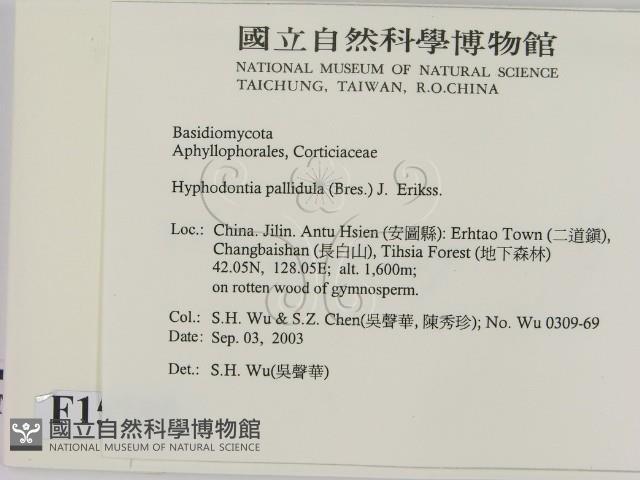 國立自然科學博物館
NATIONAL MUSEUM OF NATURAL SCIENCE
TAICHUNG, TAIWAN, R.O.CHINA
Basidiomycota
Aphyllophorales, Corticiaceae
Hyphodontia pallidula (Bres.) J. Erikss.
Loc.: China. Jilin. Antu Hsien (安圖縣): Erhtao Town (二道鎮),
Changbaishan (長白山), Tihsia Forest (地下森林)
42.05N, 128.05E; alt. 1,600m;
on rotten wood of gymnosperm.
Col.: S.H. Wu & S.Z. Chen(吳聲華, 陳秀珍); No. Wu 0309-69
Date: Sep. 03, 2003
Det.: S.H. Wu(吳聲華)
國立自然科學博物館
NATIONAL MUSEUM OF NATURAL SCIENCE